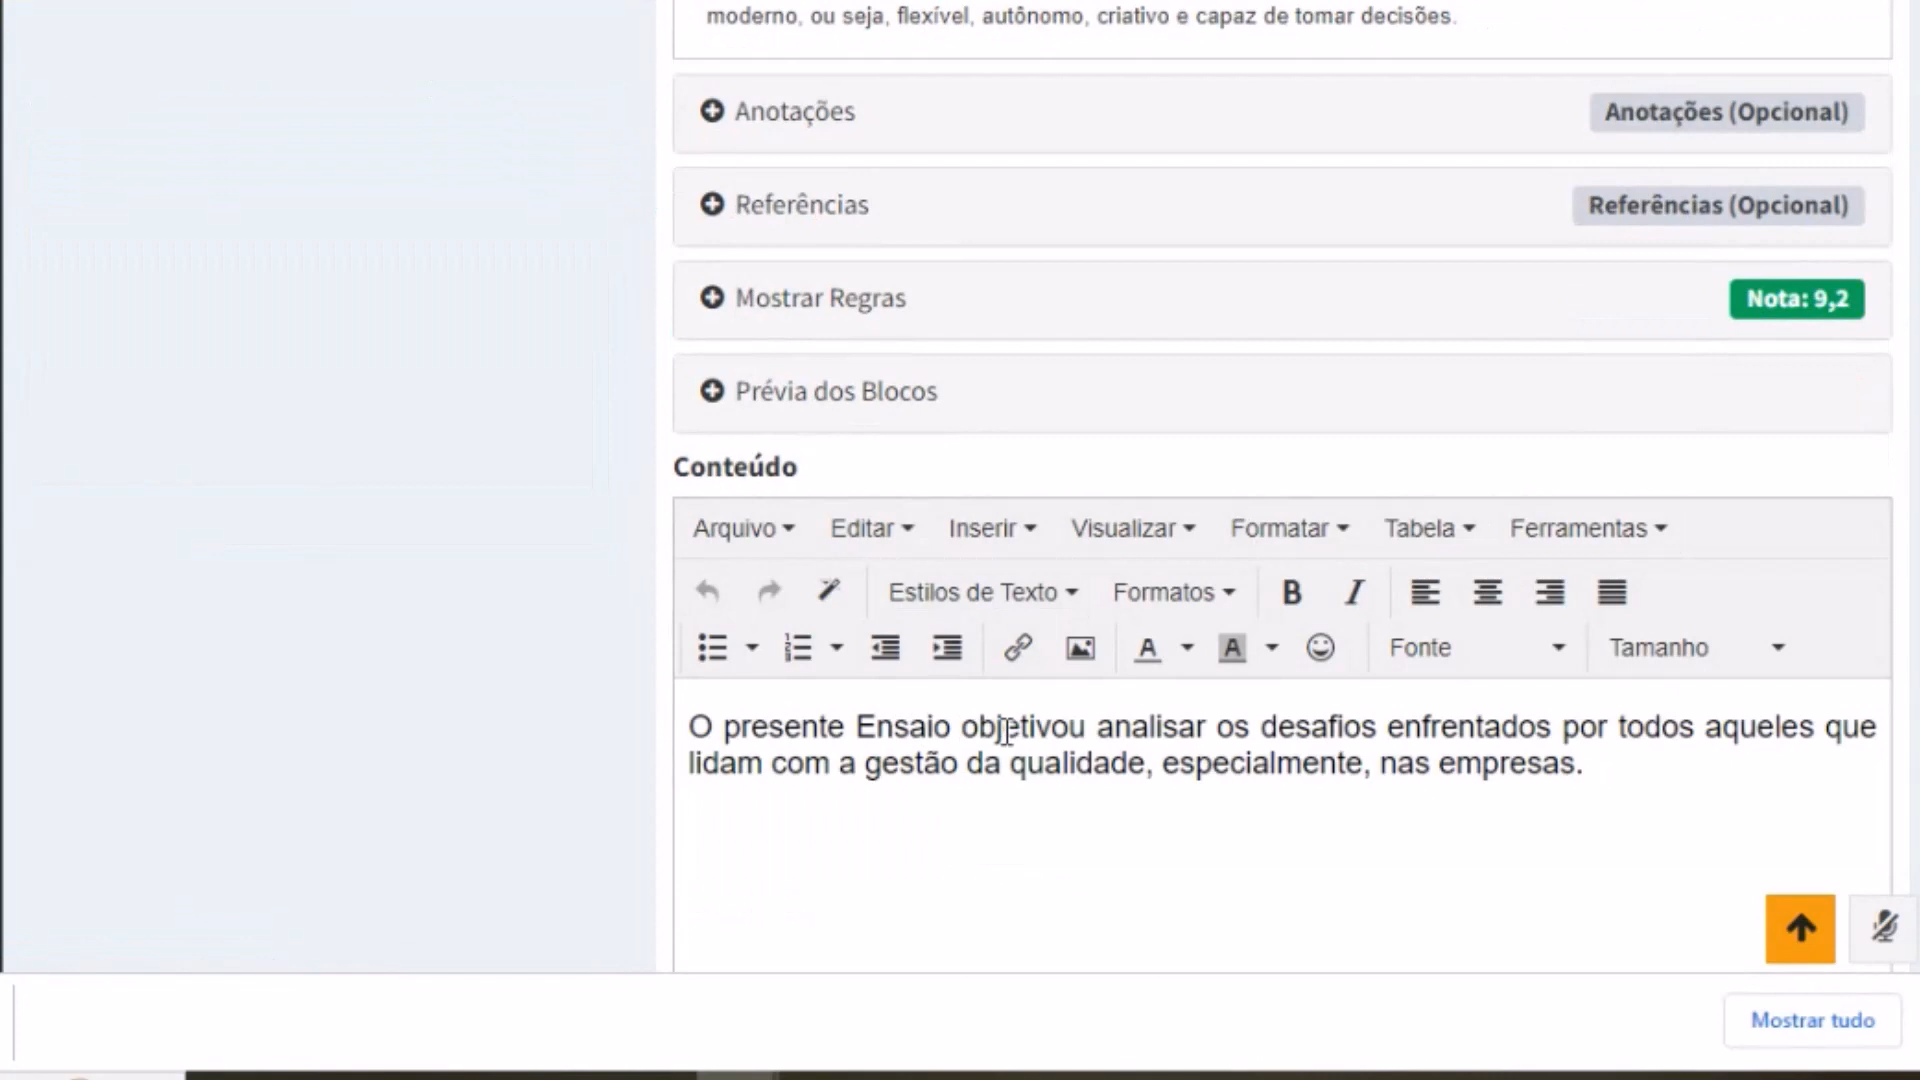 moderno, ou seja, flexível, autônomo, criativo e capaz de tomar decisões.
Anotações Anotações (Opcional)
Referências Referências (Opcional)
Mostrar Regras Nota: 9,2
Prévia dos Blocos
Conteúdo
Arquivo Editar Inserir Visualizar Formatar Tabela Ferramentas
Estilos de Texto Formatos B I
A A Fonte Tamanho
O presente Ensaio objetivou analisar os desafios enfrentados por todos aqueles que
lidam com a gestão da qualidade, especialmente, nas empresas.
Mostrar tudo